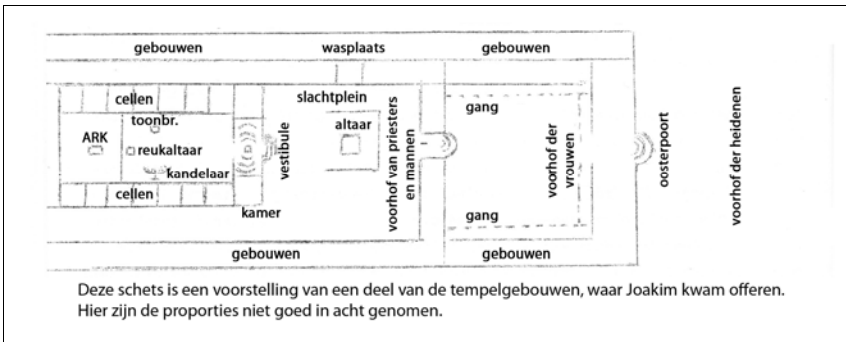 gebouwen wasplaats gebouwen
cellen slachtplein
gang
toonbr. altaar
ARK
reukaltaar
kandelaar
vestibule
voorhof van priesters
en mannen
voorhof der
vrouwen
oosterpoort
voorhof der heidenen
cellen
kamer gang
gebouwen gebouwen
Deze schets is een voorstelling van een deel van de tempelgebouwen, waar Joakim kwam offeren.
Hier zijn de proporties niet goed in acht genomen.